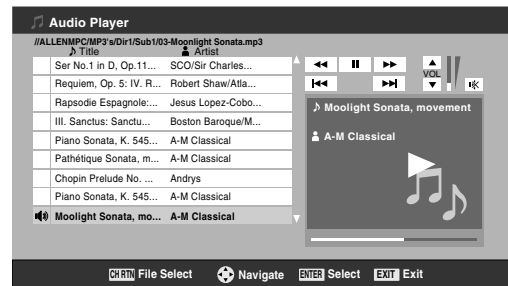 Audio Player
//ALLENMPC/MP3's/Dir1/Sub1/03-Moonlight Sonata.mp3
Title Artist
Ser No.1 in D, Op.11... SCO/Sir Charles...
Requiem, Op. 5: IV. R... Robert Shaw/Atla...
Rapsodie Espagnole:... Jesus Lopez-Cobo...
III. Sanctus: Sanctu... Boston Baroque/M...
Piano Sonata, K. 545... A-M Classical
Pathétique Sonata, m... A-M Classical
Chopin Prelude No. ... Andrys
Piano Sonata, K. 545... A-M Classical
Moolight Sonata, mo... A-M Classical
VOL
Moolight Sonata, movement
A-M Classical
CH RTN File Select Navigate ENTER Select EXIT Exit